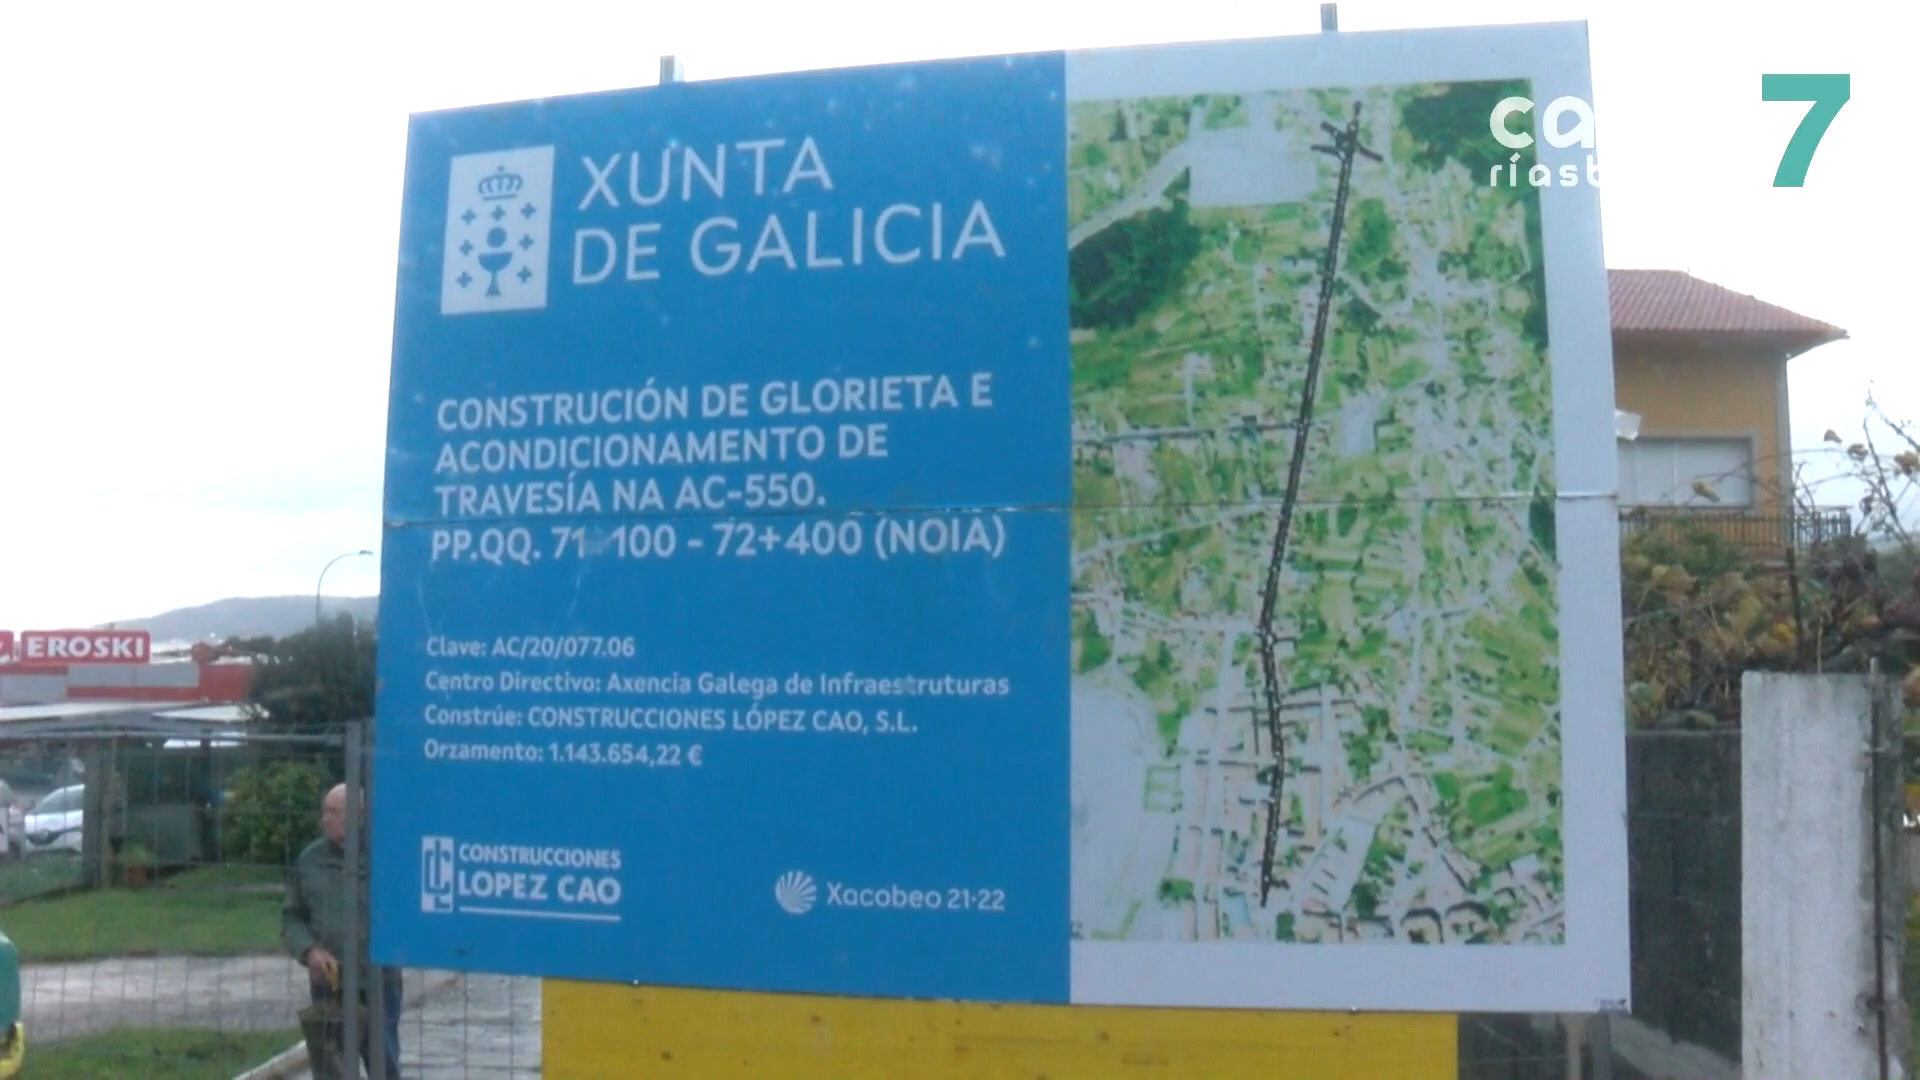 XUNTA
DE GALICIA
CONSTRUCIÓN DE GLORIETA E
ACONDICIONAMENTO DE
TRAVESÍA NA AC-550.
PP.QQ. 71 100 - 72+400 (NOIA)
Clave: AC/20/077.06
Centro Directivo: Axencia Galega de Infraestruturas
Constrúe: CONSTRUCCIONES LÓPEZ CAO, S.L.
Orzamento: 1.143.654,22 €
CONSTRUCCIONES
LOPEZ CAO
Xacobeo 21·22
EROSKI
7